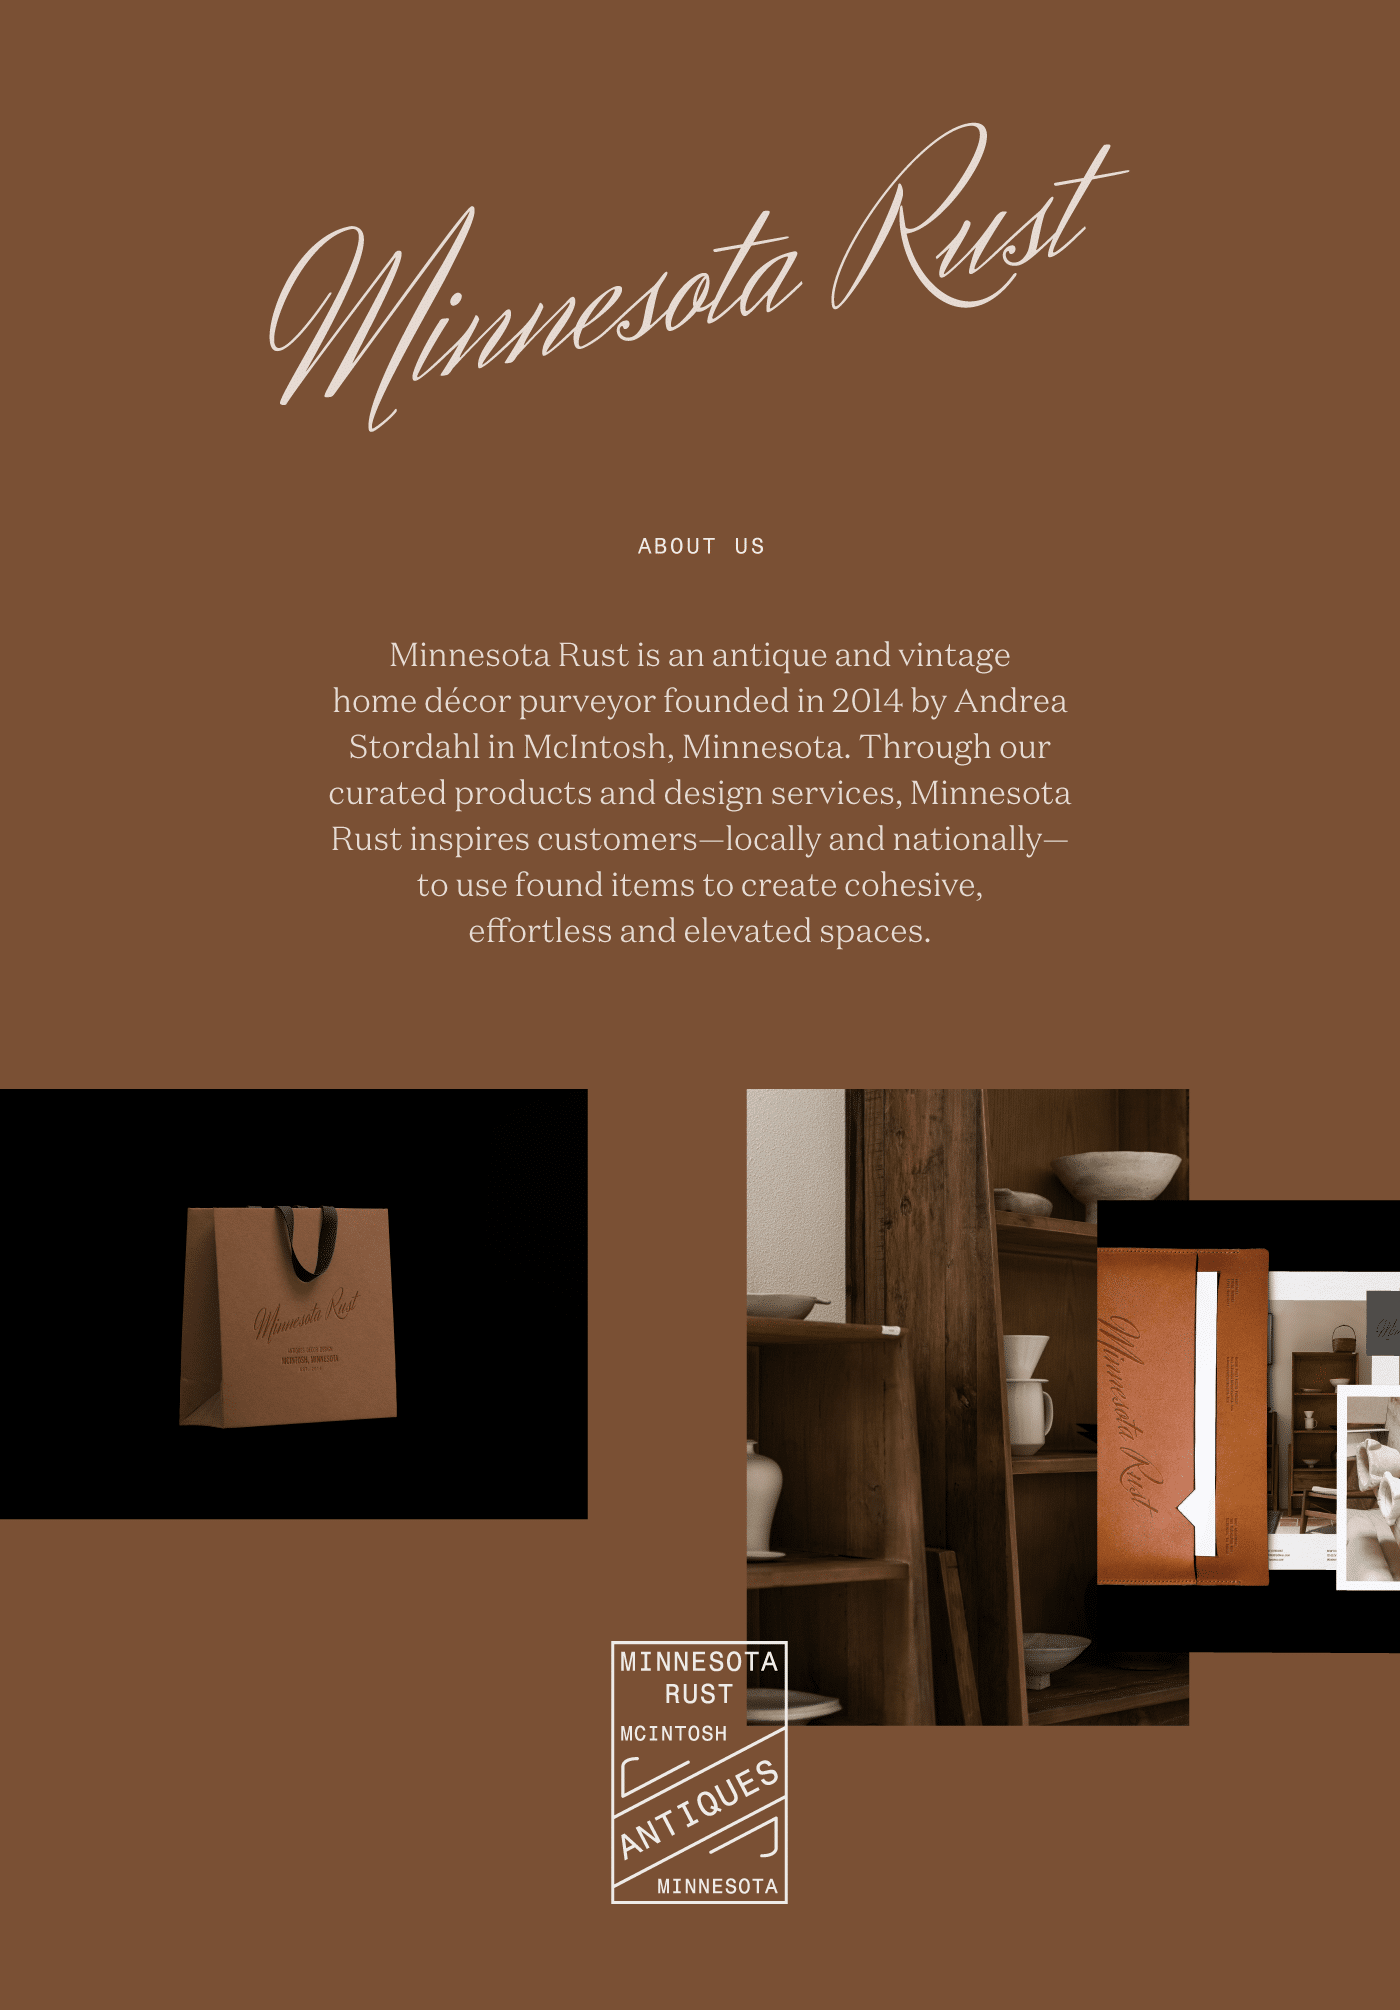 Minnesota Rust
ABOUT US
Minnesota Rust is an antique and vintage
home décor purveyor founded in 2014 by Andrea
Stordahl in McIntosh, Minnesota. Through our
curated products and design services, Minnesota
Rust inspires customers—locally and nationally—
to use found items to create cohesive,
effortless and elevated spaces.
Minnesota Rust
MCINTOSH, MINNESOTA
Minnesota Rust
MINNESOTA
RUST
MCINTOSH
ANTIQUES
MINNESOTA